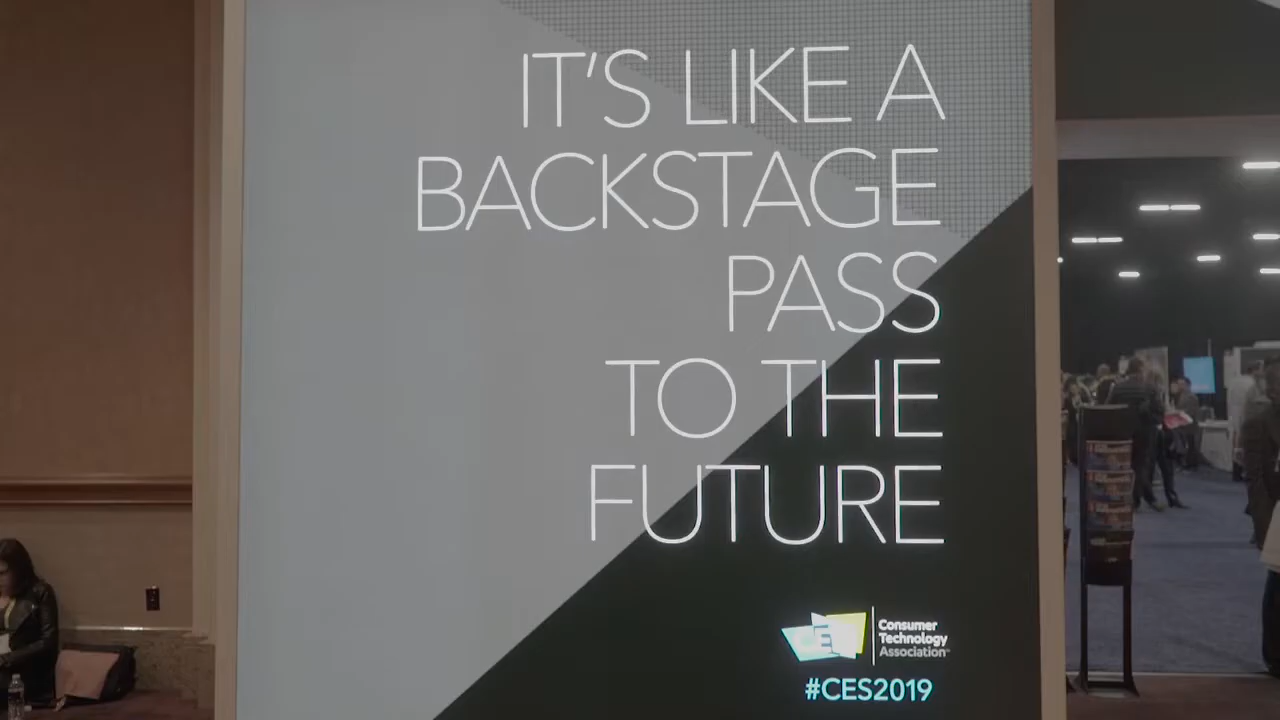 IT'S LIKE A
BACKSTAGE
PASS
TO THE
FUTURE
CES
Consumer
Technology
Association
#CES2019